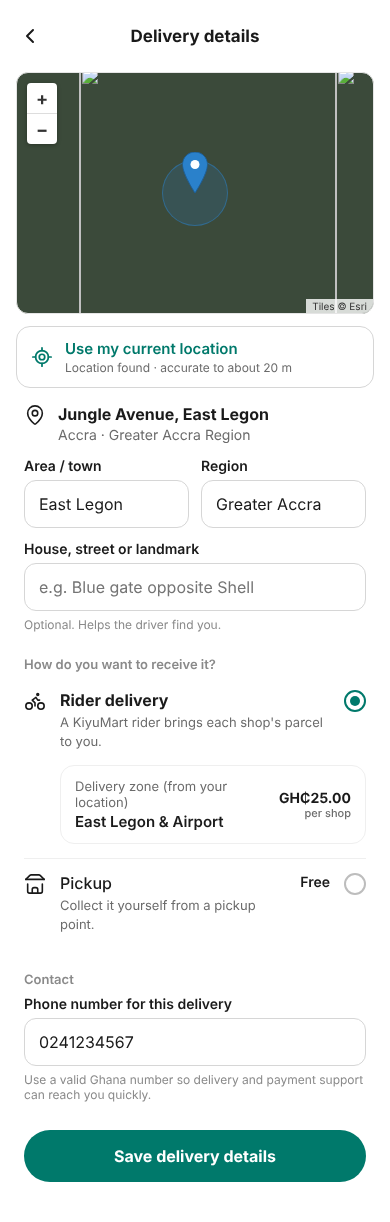 Delivery details
+
−
Tiles © Esri
Use my current location
Location found · accurate to about 20 m
Jungle Avenue, East Legon
Accra · Greater Accra Region
Area / town
Region
East Legon
Greater Accra
House, street or landmark
e.g. Blue gate opposite Shell
Optional. Helps the driver find you.
How do you want to receive it?
Rider delivery
A KiyuMart rider brings each shop's parcel
to you.
Delivery zone (from your
location)
East Legon & Airport
GH₵25.00
per shop
Pickup
Free
Collect it yourself from a pickup
point.
Contact
Phone number for this delivery
0241234567
Use a valid Ghana number so delivery and payment support
can reach you quickly.
Save delivery details